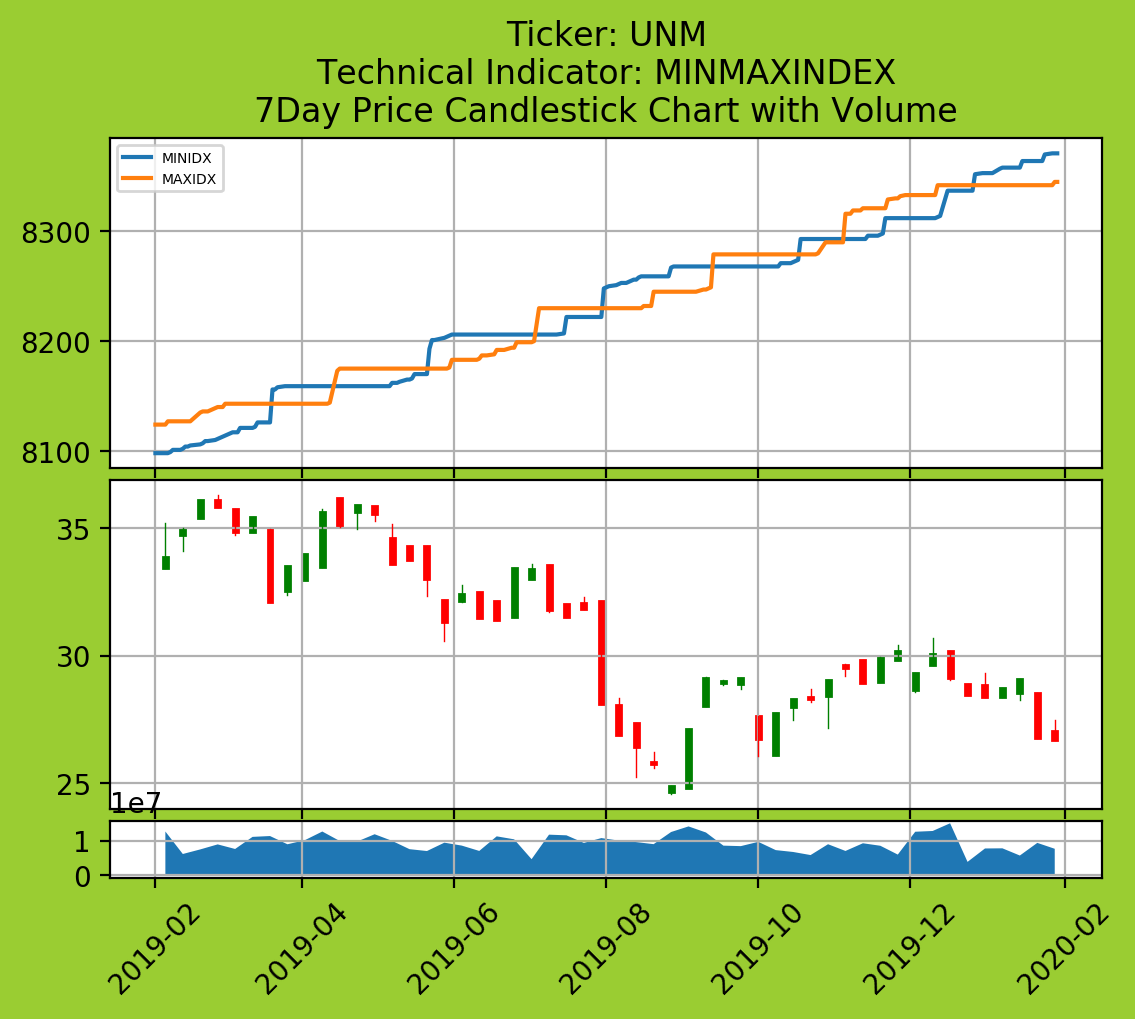 Ticker: UNM
Technical Indicator: MINMAXINDEX
7Day Price Candlestick Chart with Volume
MINIDX
MAXIDX
8300
8200
8100
35
30
25
1e7
1
0
2019-02
2019-04
2019-06
2019-08
2019-10
2019-12
2020-02